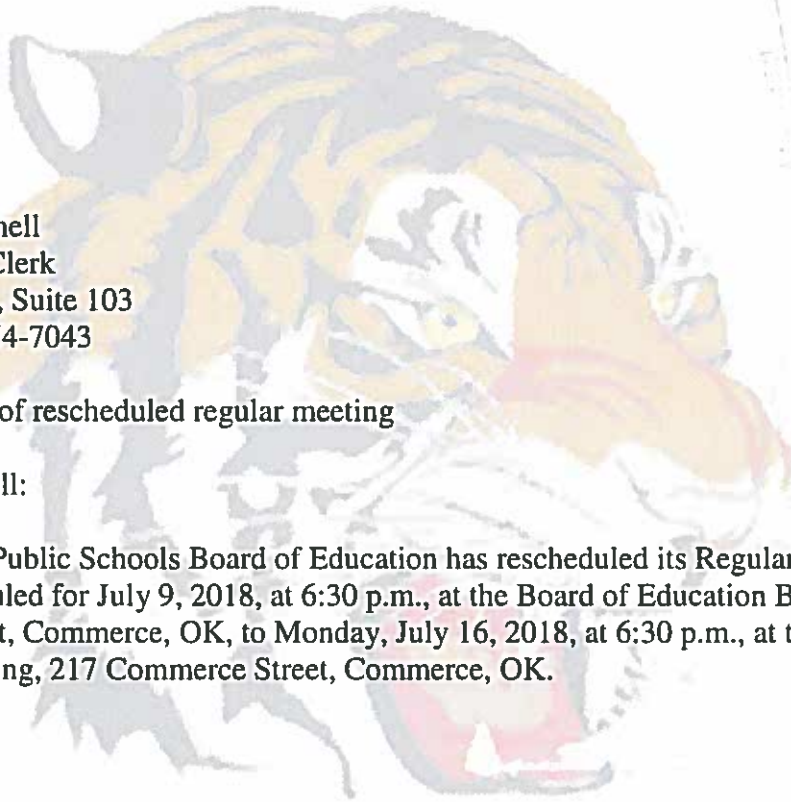 nell
Clerk
, Suite 103
4-7043
of rescheduled regular meeting
ll:
Public Schools Board of Education has rescheduled its Regular
led for July 9, 2018, at 6:30 p.m., at the Board of Education B
t, Commerce, OK, to Monday, July 16, 2018, at 6:30 p.m., at t
ng, 217 Commerce Street, Commerce, OK.